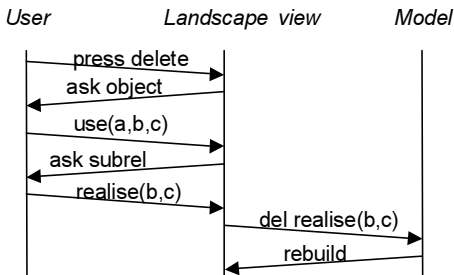 User Landscape view Model
press delete
ask object
use(a,b,c)
ask subrel
realise(b,c)
del realise(b,c)
rebuild